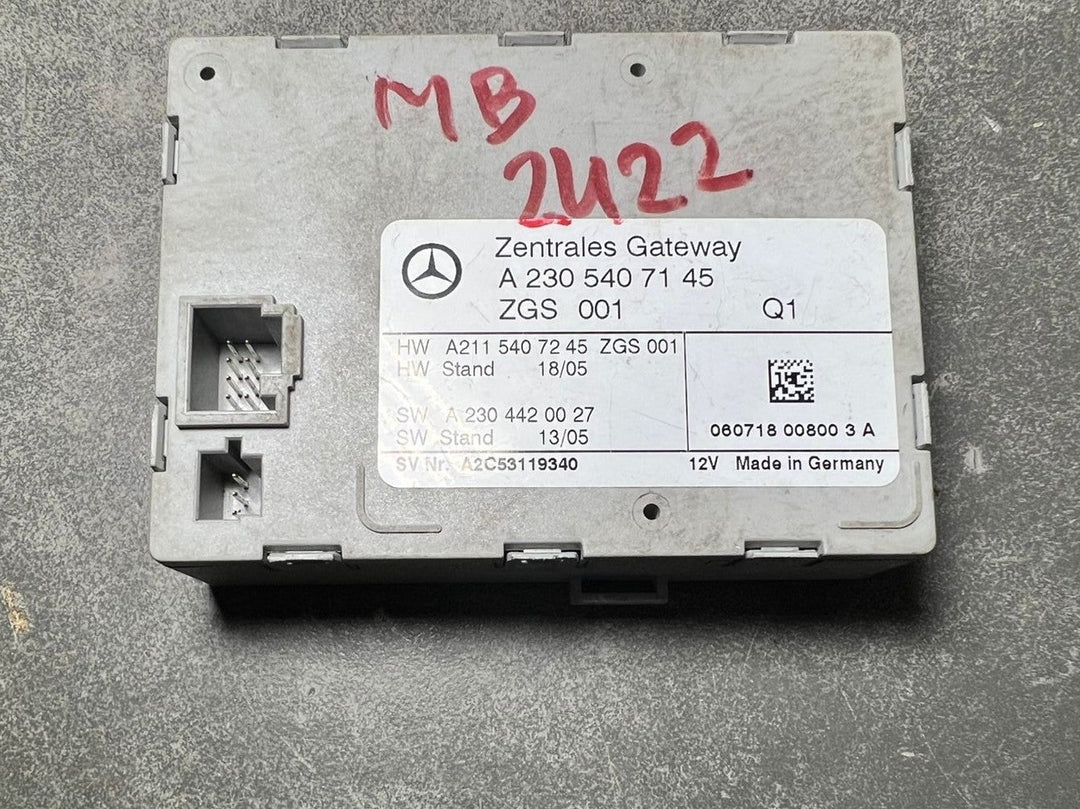 MB
2422
Zentrales Gateway
A 230 540 71 45
ZGS 001 Q1
HW A211 540 72 45 ZGS 001
HW Stand 18/05
SW A 230 442 00 27
SW Stand 13/05
060718 00800 3 A
SV Nr. A2C53119340 12V Made in Germany